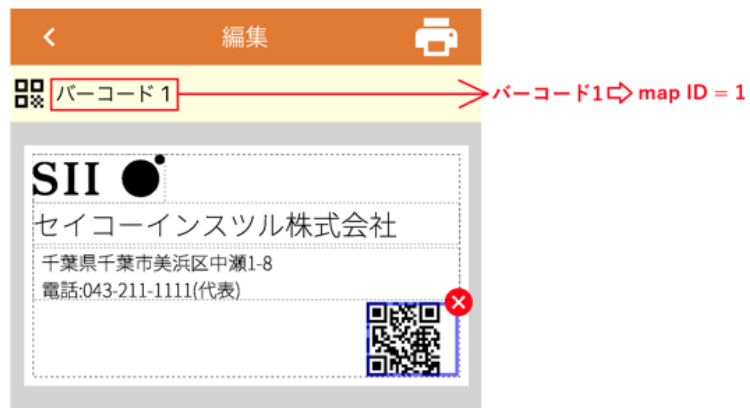 編集
バーコード 1
バーコード1⇨ map ID = 1
SII
セイコーインスツル株式会社
千葉県千葉市美浜区中瀬1-8
電話:043-211-1111(代表)